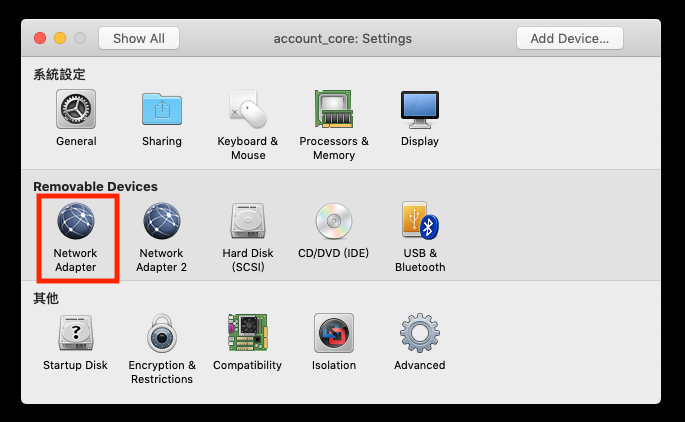 Show All
account_core: Settings
Add Device...
系統設定
General
Sharing
Keyboard &
Mouse
Processors &
Memory
Display
Removable Devices
Network
Adapter
Network
Adapter 2
Hard Disk
(SCSI)
CD/DVD (IDE)
USB &
Bluetooth
其他
?
Startup Disk
Encryption &
Restrictions
Compatibility
Isolation
Advanced